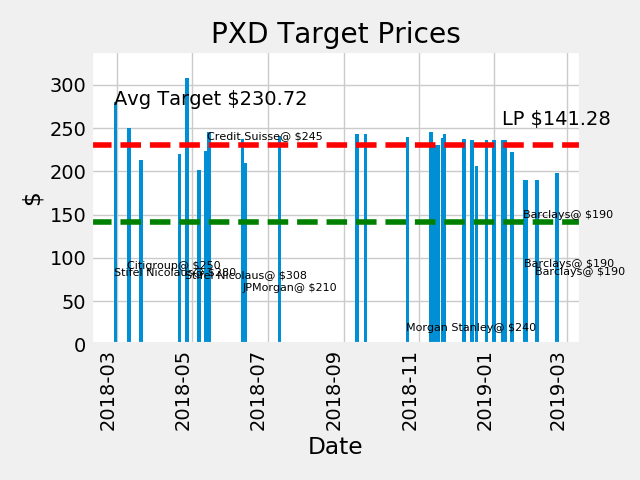 PXD Target Prices
$
300
250
200
150
100
50
0
Avg Target $230.72
LP $141.28
Credit Suisse@ $245
Barclays@ $190
Citigroup@ $250
Stifel Nicolaus@ $280
Stifel Nicolaus@ $308
JPMorgan@ $210
Barclays@ $190
Barclays@ $190
Morgan Stanley@ $240
2018-03
2018-05
2018-07
2018-09
2018-11
2019-01
2019-03
Date